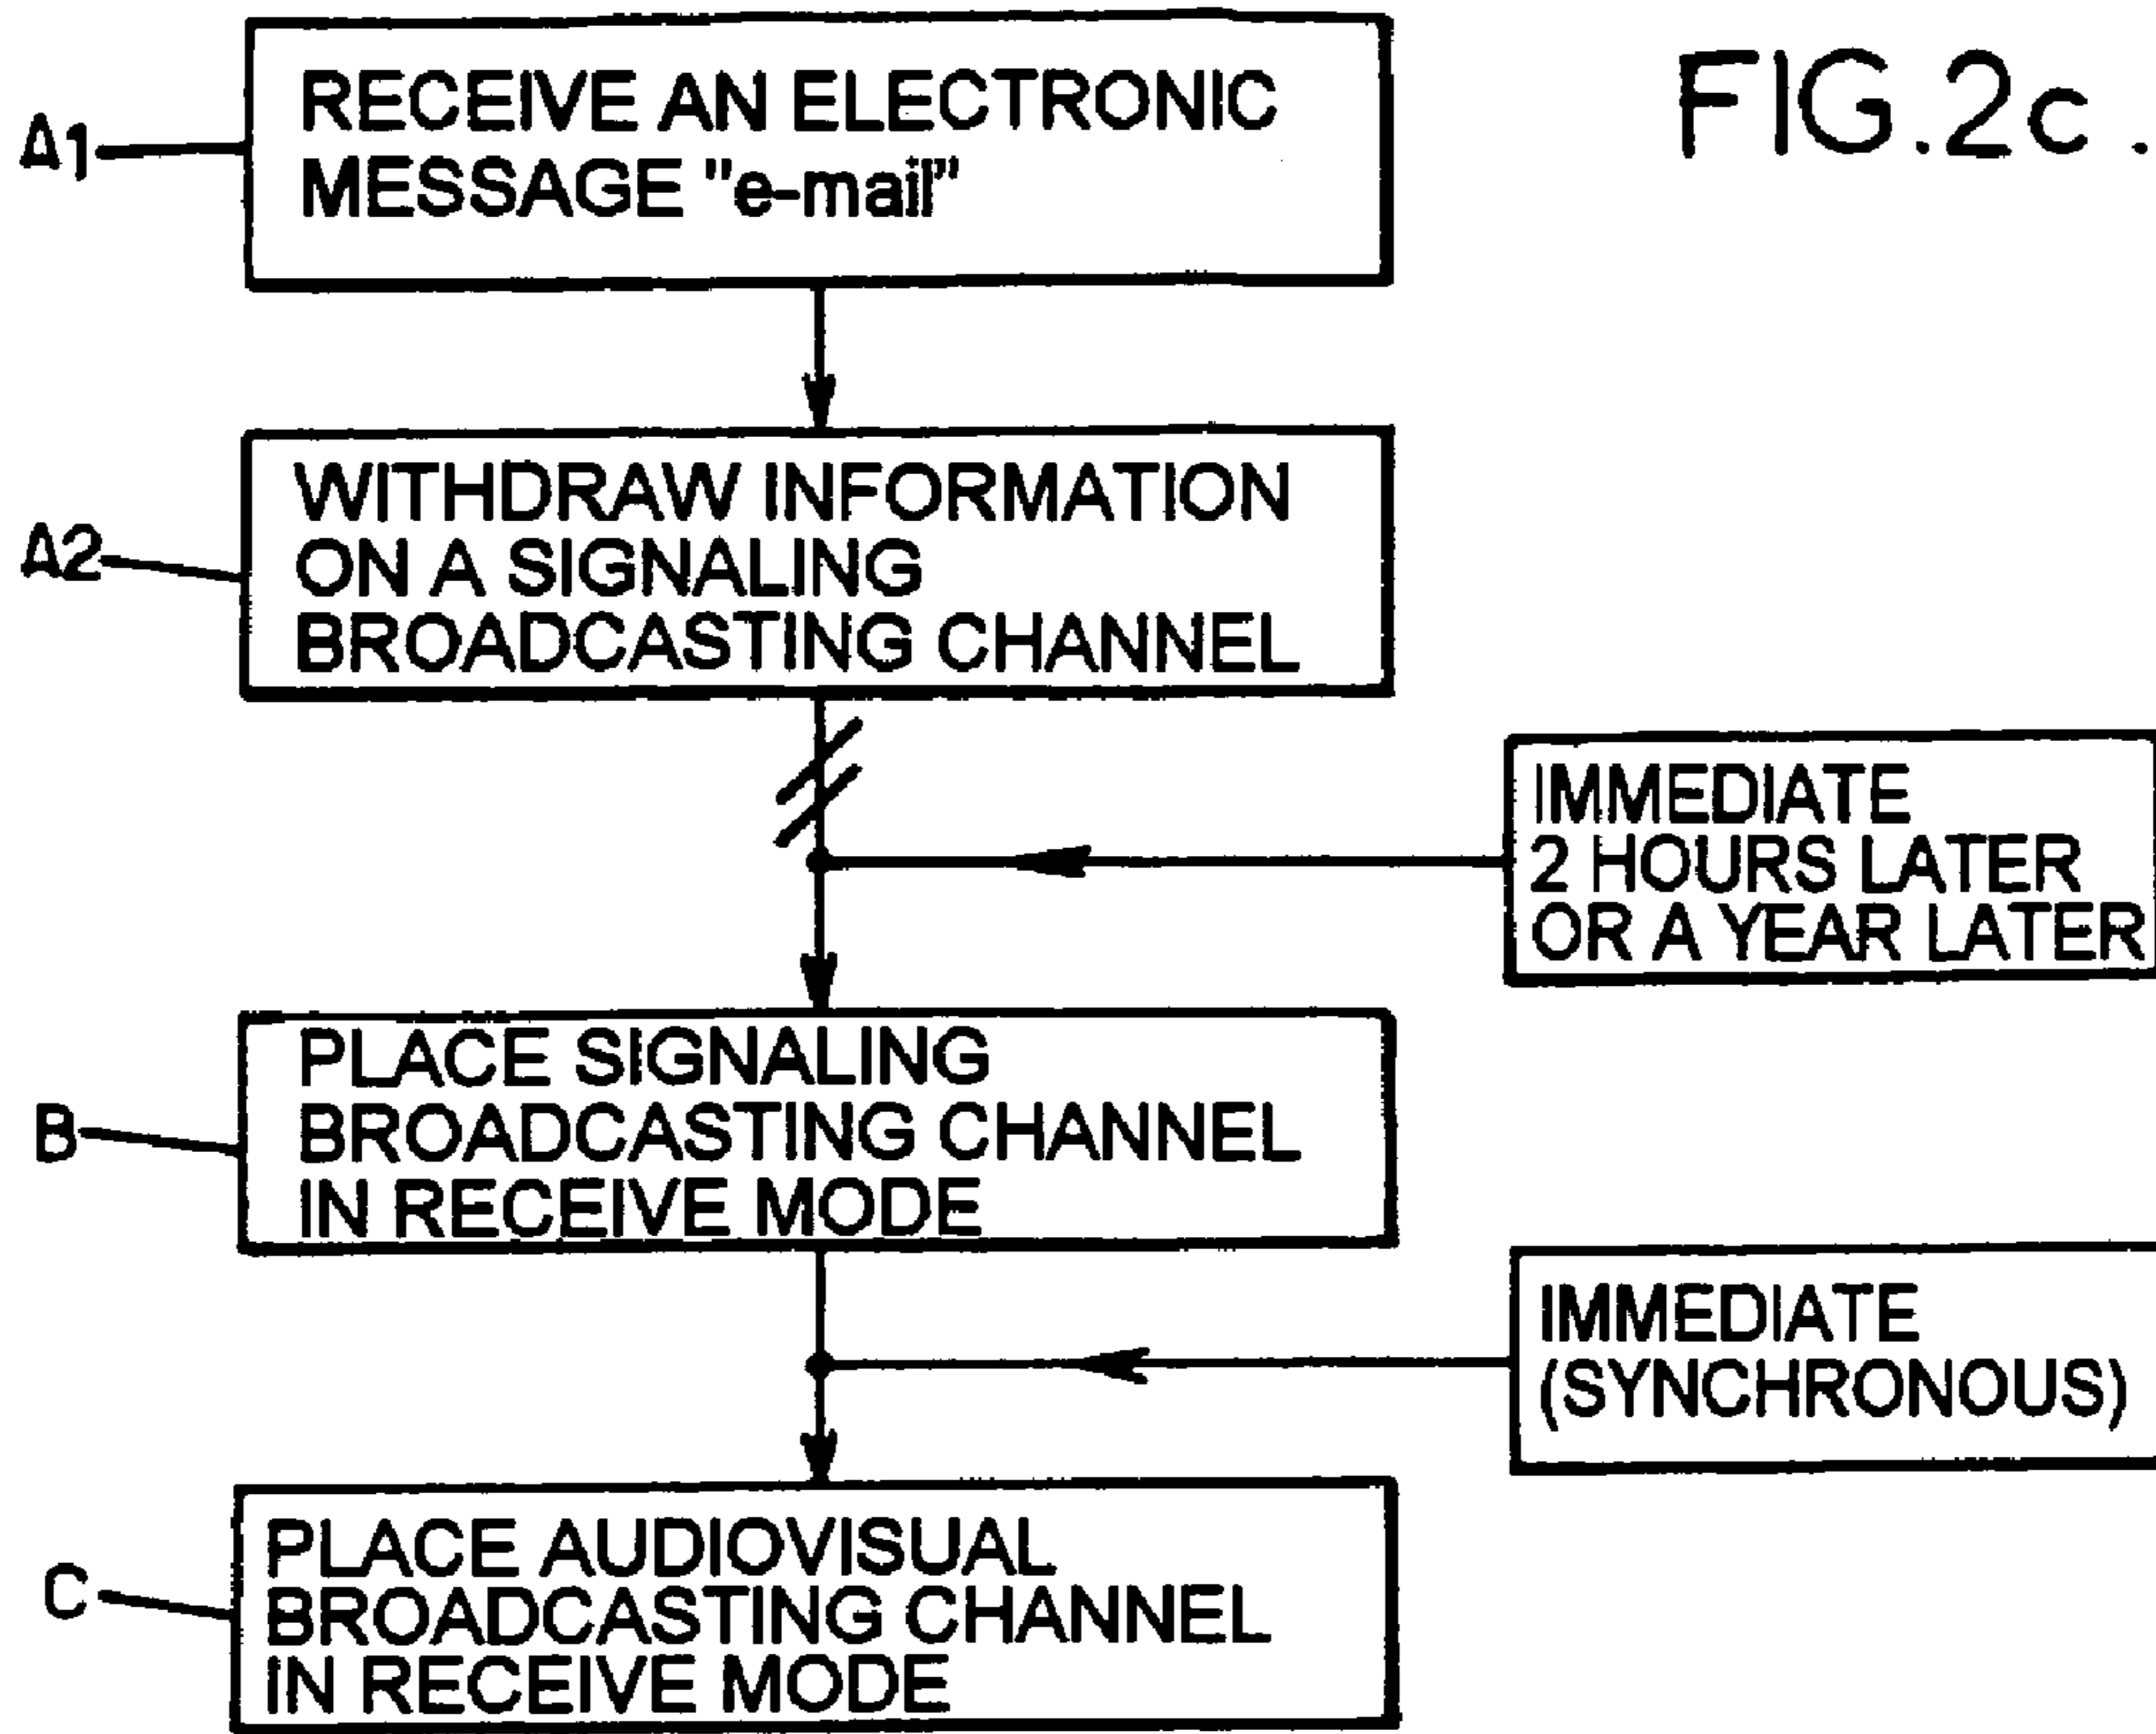 FIG.2c.
A1
RECEIVE AN ELECTRONIC
MESSAGE "e-mail"
A2
WITHDRAW INFORMATION
ON A SIGNALING
BROADCASTING CHANNEL
IMMEDIATE
2 HOURS LATER
OR A YEAR LATER
B
PLACE SIGNALING
BROADCASTING CHANNEL
IN RECEIVE MODE
IMMEDIATE
(SYNCHRONOUS)
C
PLACE AUDIOVISUAL
BROADCASTING CHANNEL
IN RECEIVE MODE